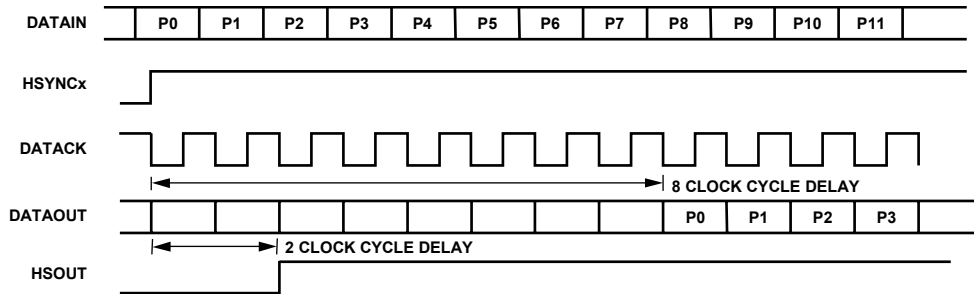 DATAIN P0 P1 P2 P3 P4 P5 P6 P7 P8 P9 P10 P11
HSYNCx
DATACK
8 CLOCK CYCLE DELAY
DATAOUT P0 P1 P2 P3
2 CLOCK CYCLE DELAY
HSOUT